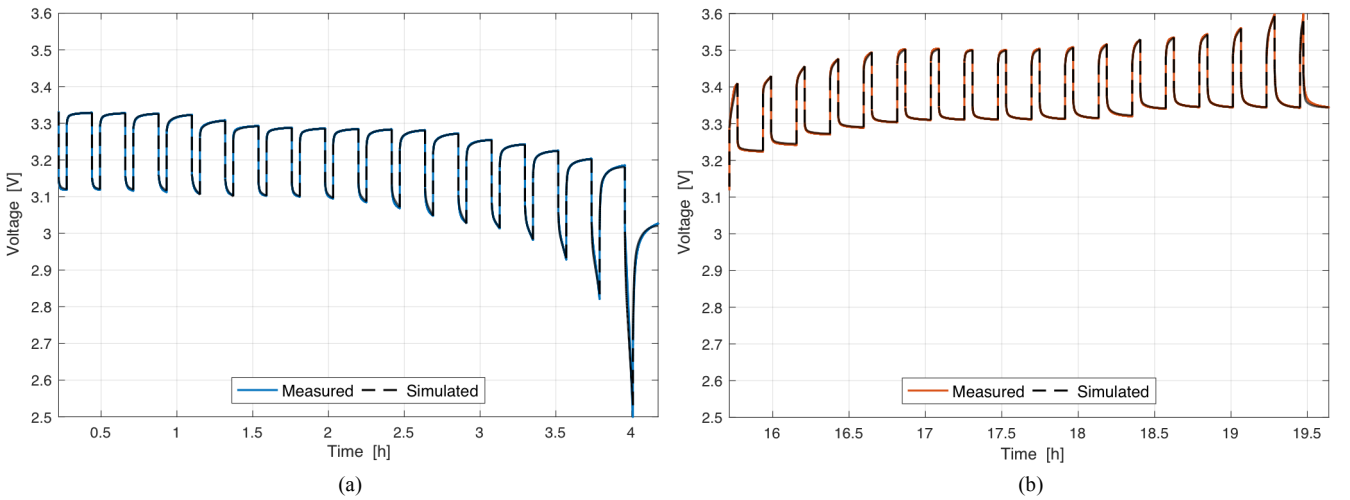 3.6
3.5
3.4
3.3
3.2
3.1
3
2.9
2.8
2.7
2.6
2.5
Voltage [V]
0.5 1 1.5 2 2.5 3 3.5 4
Time [h]
Measured Simulated
(a)
3.6
3.5
3.4
3.3
3.2
3.1
3
2.9
2.8
2.7
2.6
2.5
Voltage [V]
16 16.5 17 17.5 18 18.5 19 19.5
Time [h]
Measured Simulated
(b)